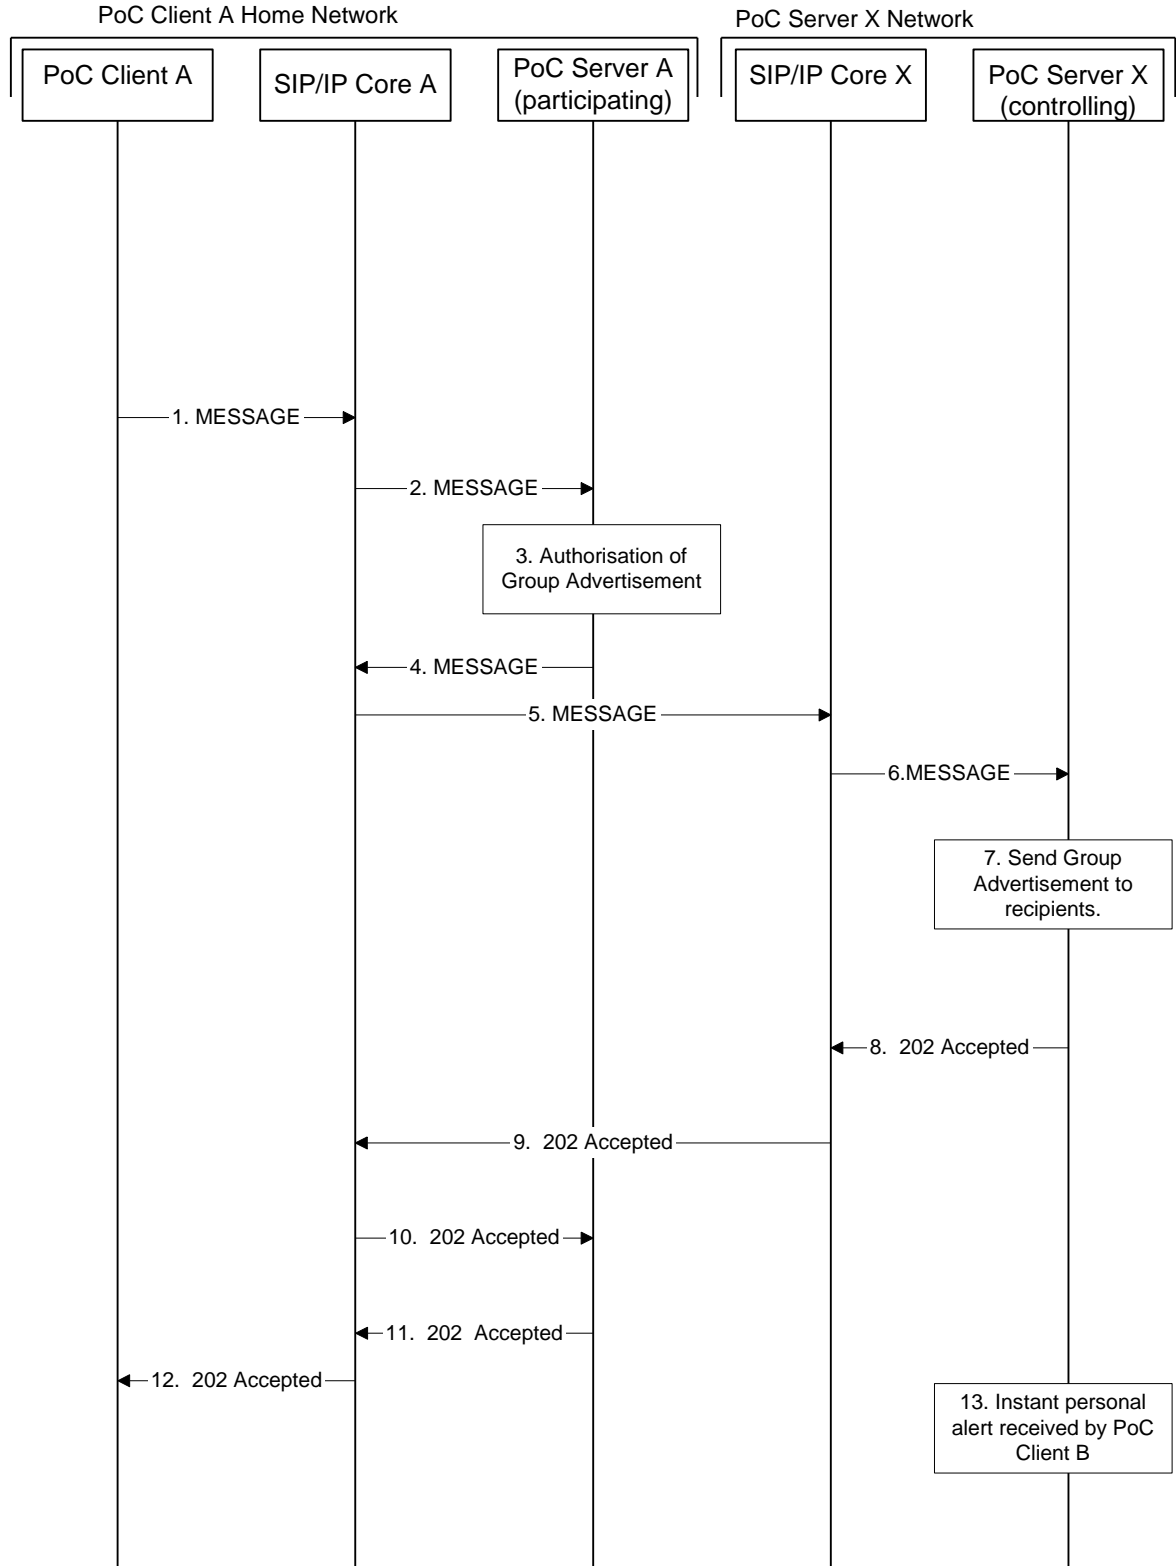 PoC Client A Home Network
PoC Server X Network
PoC Client A
SIP/IP Core A
PoC Server A
(participating)
SIP/IP Core X
PoC Server X
(controlling)
1. MESSAGE
2. MESSAGE
3. Authorisation of
Group Advertisement
4. MESSAGE
5. MESSAGE
6.MESSAGE
7. Send Group
Advertisement to
recipients.
8.  202 Accepted
9.  202 Accepted
10.  202 Accepted
11.  202  Accepted
12.  202 Accepted
13. Instant personal
alert received by PoC
Client B